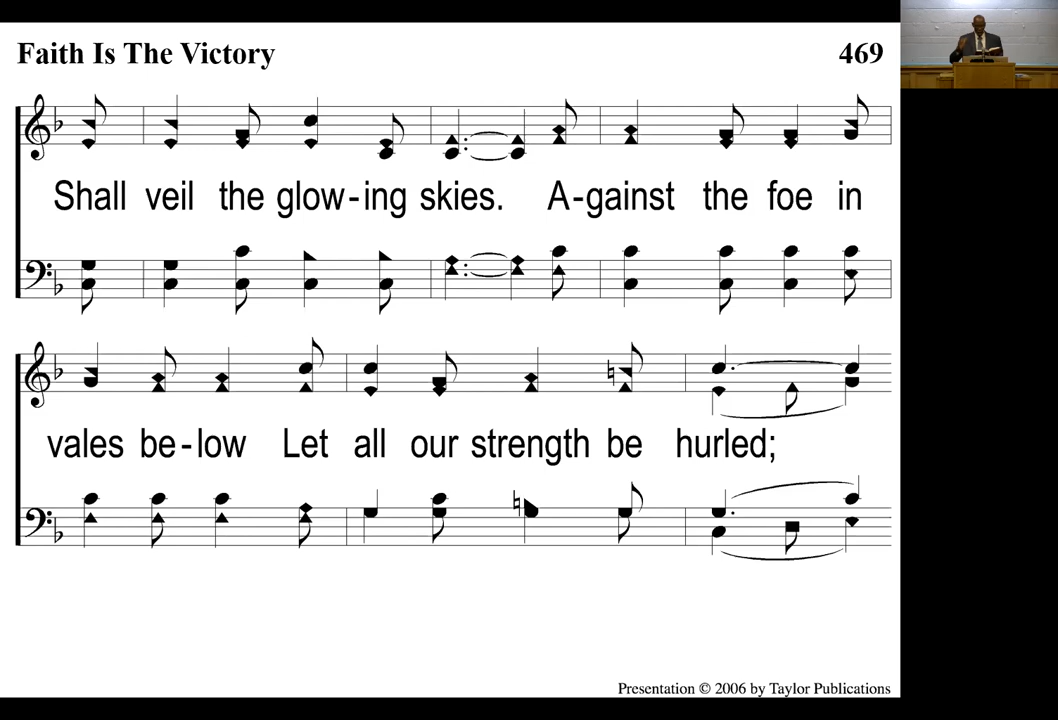 Faith Is The Victory 469
Shall veil the glow-ing skies. A-gainst the foe in
vales be-low Let all our strength be hurled;
Presentation © 2006 by Taylor Publications